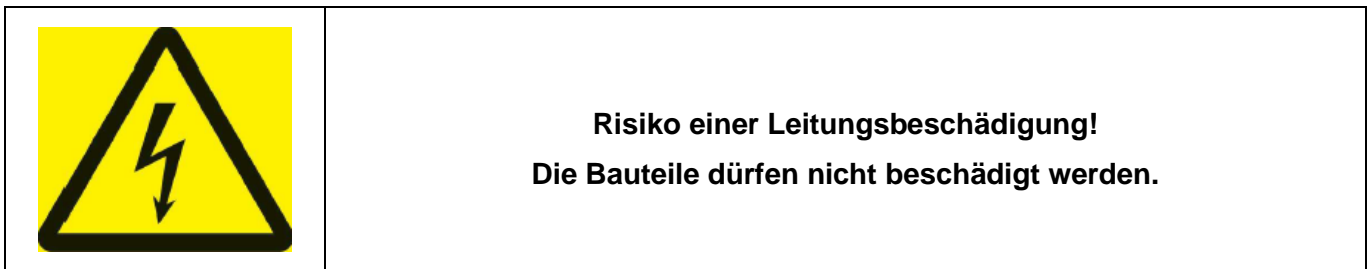 Risiko einer Leitungsbeschädigung!
Die Bauteile dürfen nicht beschädigt werden.